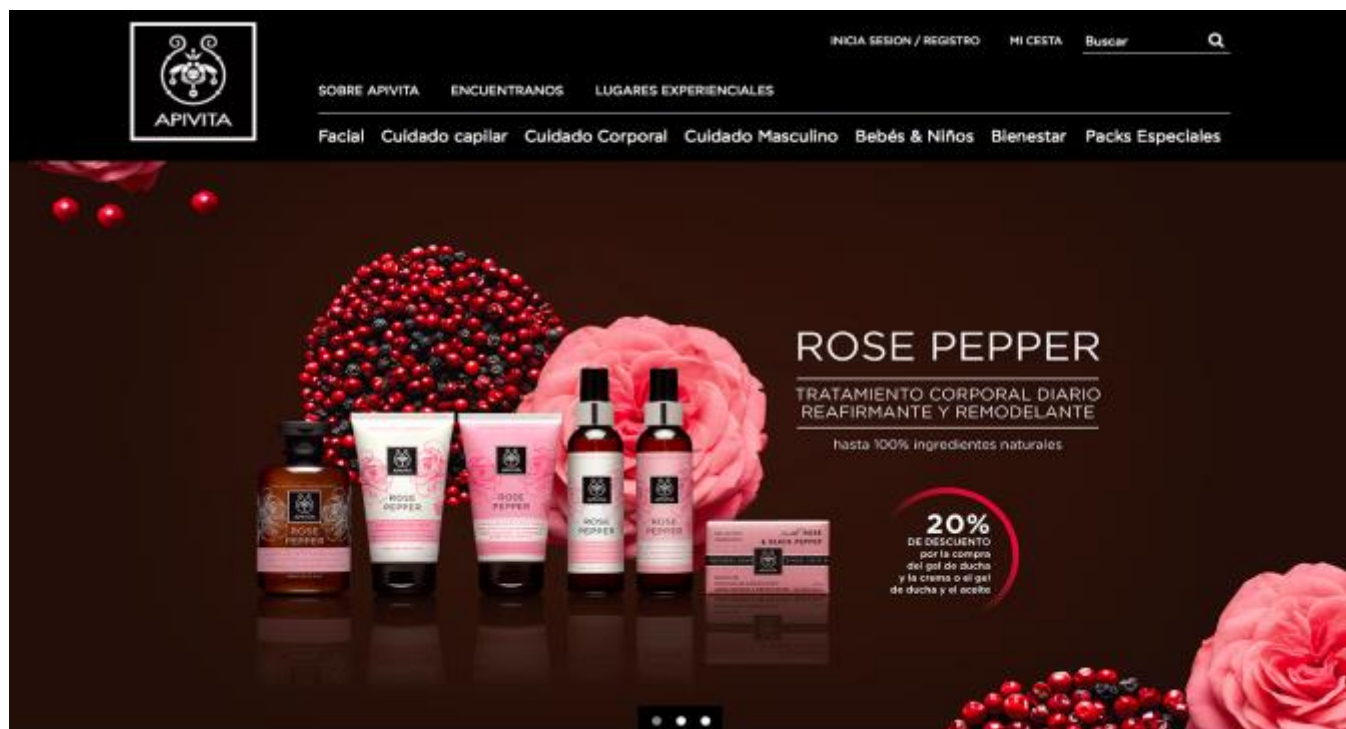 INICIA SESION / REGISTRO MI CESTA Buscar
APIVITA
SOBRE APIVITA ENCUENTRANOS LUGARES EXPERIENCIALES
Facial Cuidado capilar Cuidado Corporal Cuidado Masculino Bebés & Niños Bienestar Packs Especiales
ROSE PEPPER
TRATAMIENTO CORPORAL DIARIO
REAFIRMANTE Y REMODELANTE
hasta 100% ingredientes naturales
20%
DE DESCUENTO
por la compra
del gel de ducha
y la crema o el gel
de ducha y el aceite
ROSE
PEPPER
ROSE
PEPPER
ROSE
PEPPER
ROSE
PEPPER
ROSE
PEPPER
ROSE
& BLACK PEPPER